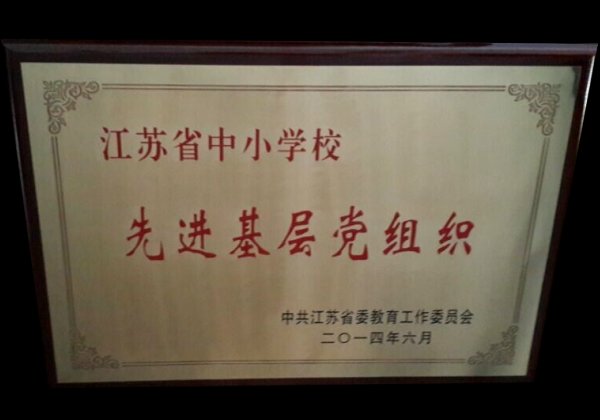 江苏省中小学校
先进基层党组织
中共江苏省委教育工作委员会
二〇一四年六月